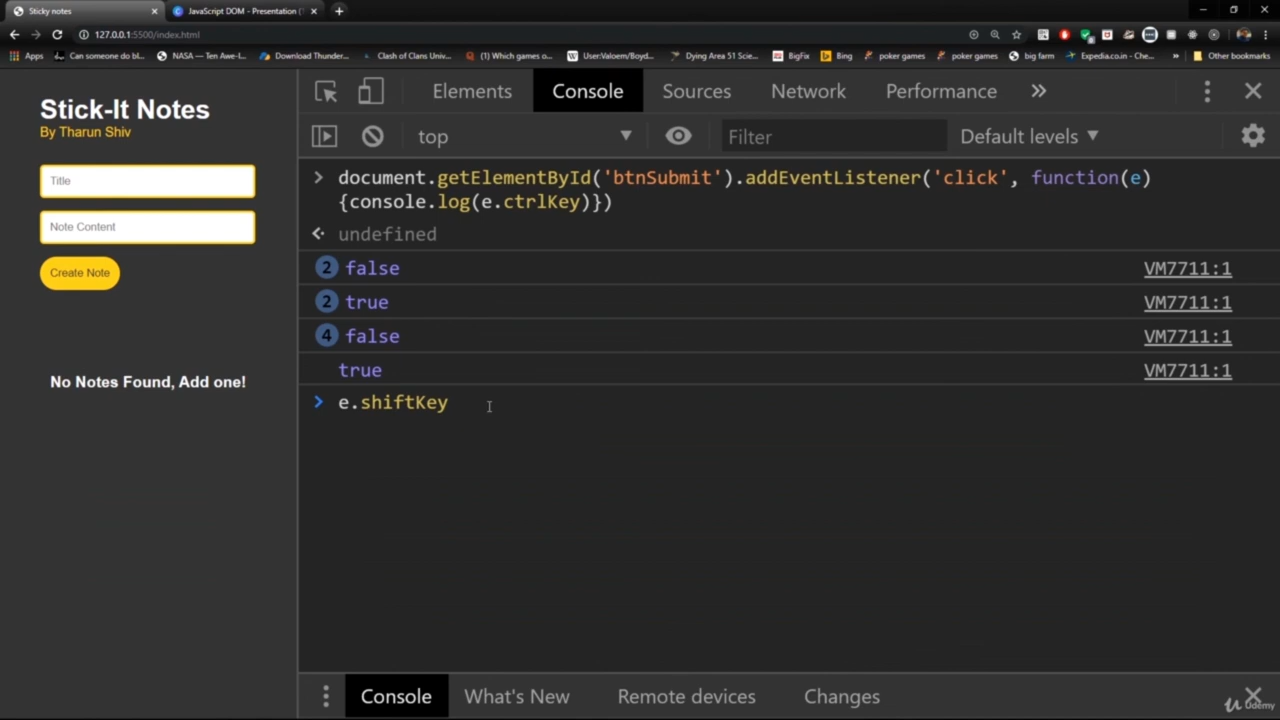 Sticky notes
JavaScript DOM - Presentation (1
127.0.0.1:5500/index.html
Apps
Can someone do bl...
NASA — Ten Awe-I...
Download Thunder...
Clash of Clans Univ...
(1) Which games o...
User:Valoem/Boyd...
Dying Area 51 Scie...
BigFix
Bing
poker games
poker games
big farm
Expedia.co.in - Che...
»
Other bookmarks
Stick-It Notes
By Tharun Shiv
Title
Note Content
Create Note
No Notes Found, Add one!
Elements
Console
Sources
Network
Performance
»
top
Filter
Default levels
document.getElementById('btnSubmit').addEventListener('click', function(e)
{console.log(e.ctrlKey)})
undefined
2 false VM7711:1
2 true VM7711:1
4 false VM7711:1
true VM7711:1
e.shiftKey
Console
What's New
Remote devices
Changes
Udemy